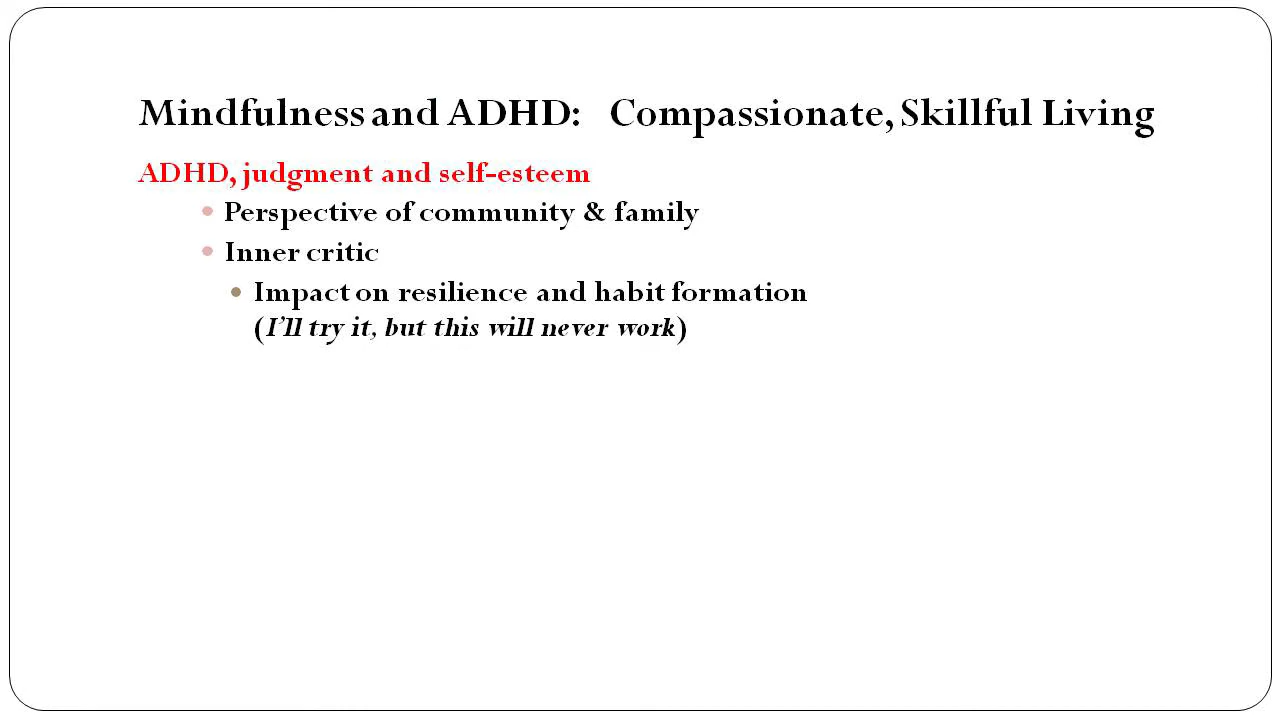 Mindfulness and ADHD: Compassionate, Skillful Living
ADHD, judgment and self-esteem
Perspective of community & family
Inner critic
Impact on resilience and habit formation
(I’ll try it, but this will never work)